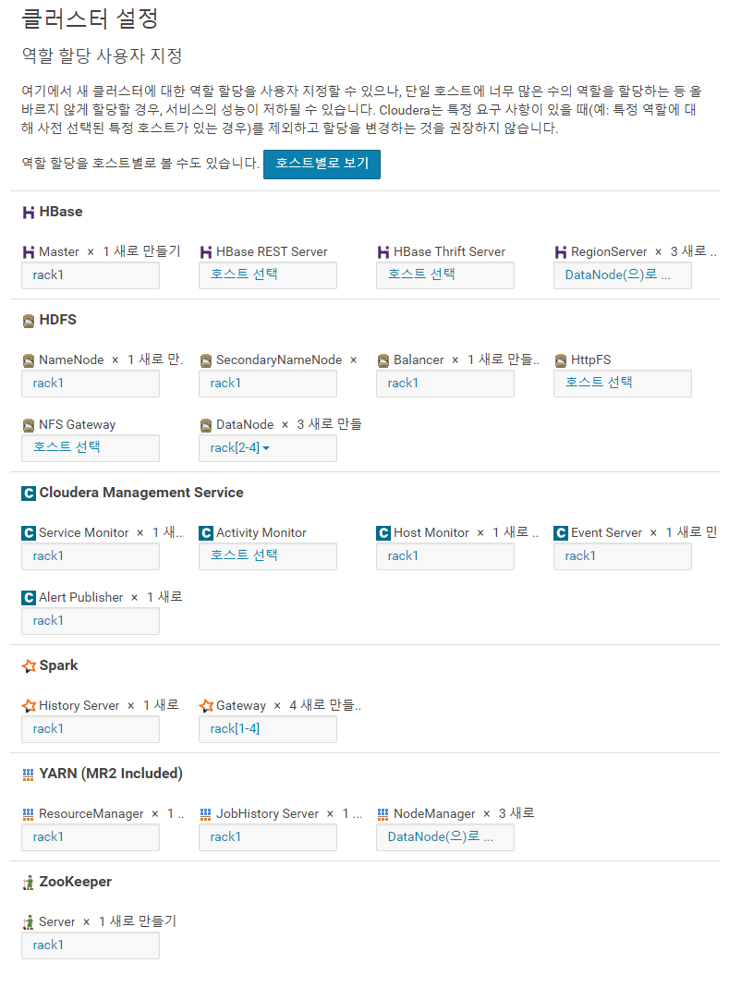 클러스터 설정
역할 할당 사용자 지정
여기에서 새 클러스터에 대한 역할 할당을 사용자 지정할 수 있으나, 단일 호스트에 너무 많은 수의 역할을 할당하는 등 올
바르지 않게 할당할 경우, 서비스의 성능이 저하될 수 있습니다. Cloudera는 특정 요구 사항이 있을 때(예: 특정 역할에 대
해 사전 선택된 특정 호스트가 있는 경우)를 제외하고 할당을 변경하는 것을 권장하지 않습니다.
역할 할당을 호스트별로 볼 수도 있습니다. 호스트별로 보기
HBase
Master × 1 새로 만들기 HBase REST Server HBase Thrift Server RegionServer × 3 새로 ..
rack1 호스트 선택 호스트 선택 DataNode(으)로 ...
HDFS
NameNode × 1 새로 만. SecondaryNameNode × Balancer × 1 새로 만들.. HttpFS
rack1 rack1 rack1 호스트 선택
NFS Gateway DataNode × 3 새로 만들
호스트 선택 rack[2-4]
Cloudera Management Service
Service Monitor × 1 새.. Activity Monitor Host Monitor × 1 새로 .. Event Server × 1 새로 만
rack1 호스트 선택 rack1 rack1
Alert Publisher × 1 새로
rack1
Spark
History Server × 1 새로 Gateway × 4 새로 만들..
rack1 rack[1-4]
YARN (MR2 Included)
ResourceManager × 1 .. JobHistory Server × 1 ... NodeManager × 3 새로
rack1 rack1 DataNode(으)로 ...
ZooKeeper
Server × 1 새로 만들기
rack1